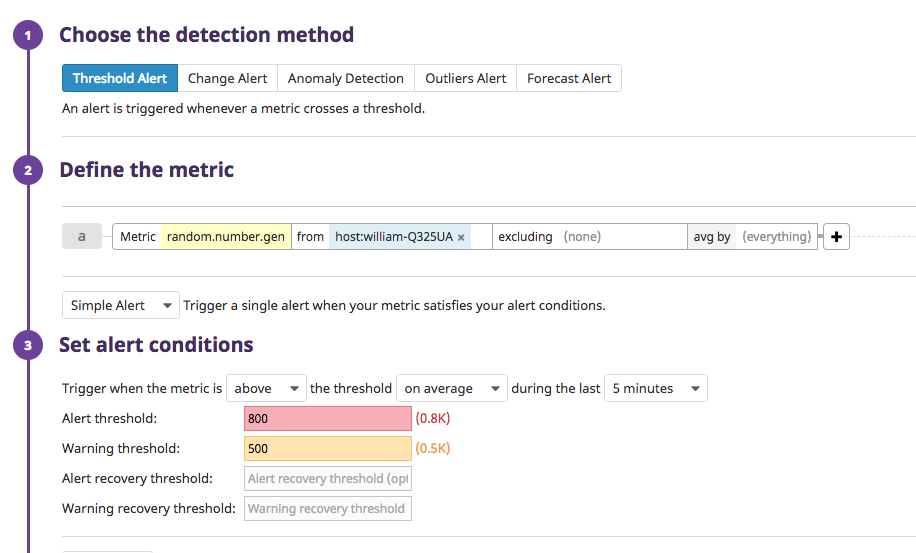 1 Choose the detection method
Threshold Alert Change Alert Anomaly Detection Outliers Alert Forecast Alert
An alert is triggered whenever a metric crosses a threshold.
2 Define the metric
a Metric random.number.gen from host:william-Q325UA × excluding (none) avg by (everything) +
Simple Alert Trigger a single alert when your metric satisfies your alert conditions.
3 Set alert conditions
Trigger when the metric is above the threshold on average during the last 5 minutes
Alert threshold: 800 (0.8K)
Warning threshold: 500 (0.5K)
Alert recovery threshold: Alert recovery threshold (opt
Warning recovery threshold: Warning recovery threshold